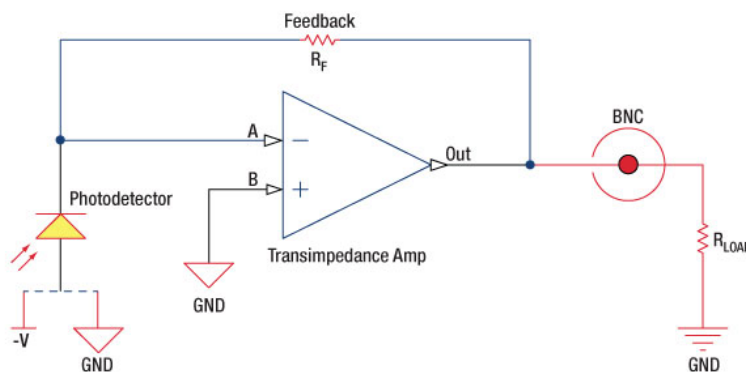 Feedback
RF
BNC
A
Out
B
Photodetector
Transimpedance Amp
RLOAD
GND
-V
GND
GND